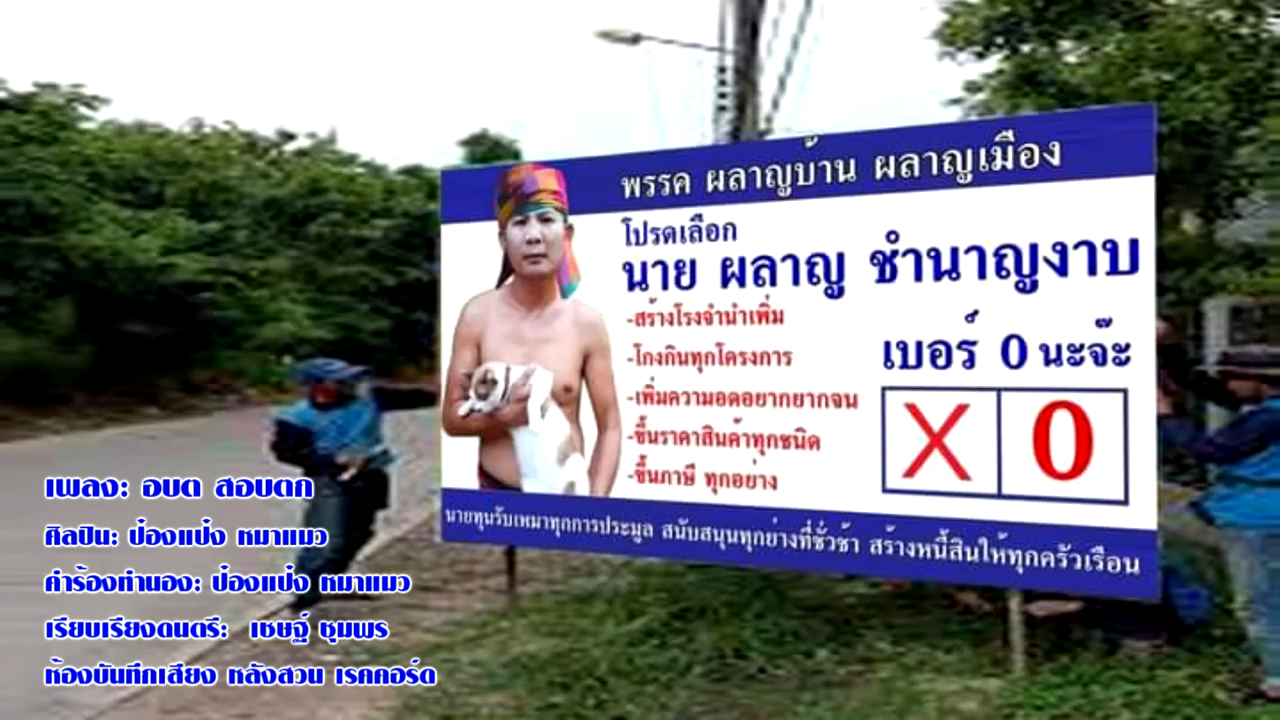 พรรค ผลาญบ้าน ผลาญเมือง
โปรดเลือก
นาย ผลาญ ชำนาญงาบ
-สร้างโรงจำนำเพิ่ม
-โกงกินทุกโครงการ
-เพิ่มความอดอยากยากจน
-ขึ้นราคาสินค้าทุกชนิด
-ขึ้นภาษี ทุกอย่าง
เบอร์ 0 นะจ๊ะ
X 0
นายทุนรับเหมาทุกการประมูล สนับสนุนทุกย่างที่ชั่วช้า สร้างหนี้สินให้ทุกครัวเรือน
เพลง: อบต สอบตก
ศิลปิน: ป๋องแป๋ง หมาแมว
คำร้องทำนอง: ป๋องแป๋ง หมาแมว
เรียบเรียงดนตรี: เชษฐ์ ชุมพร
ห้องบันทึกเสียง หลังสวน เรคคอร์ด